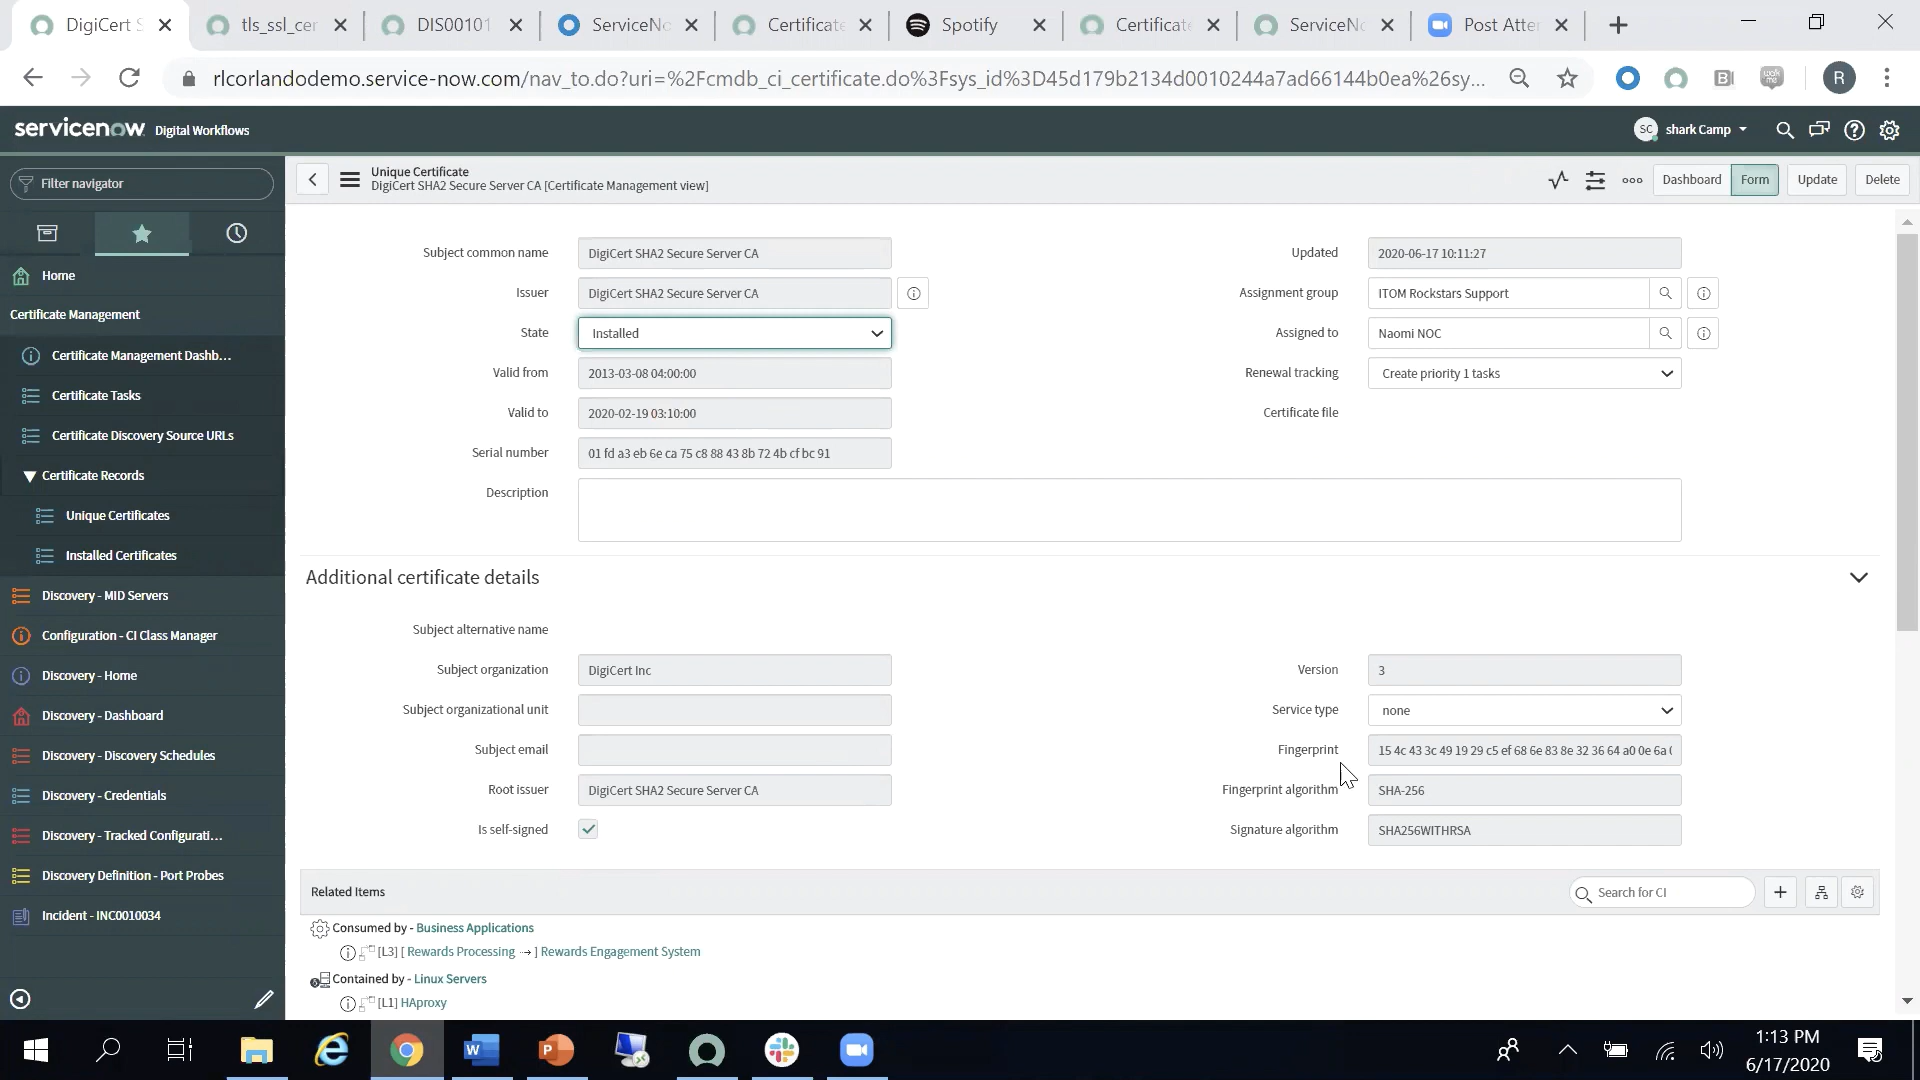 DigiCert S
tls_ssl_cer
DIS00101
ServiceNo
Certificate
Spotify
Certificate
ServiceNo
Post Atter
rlcorlandodemo.service-now.com/nav_to.do?uri=%2Fcmdb_ci_certificate.do%3Fsys_id%3D45d179b2134d0010244a7ad66144b0ea%26sy...
R
servicenow Digital Workflows
SC shark Camp
Filter navigator
Unique Certificate
DigiCert SHA2 Secure Server CA [Certificate Management view]
Dashboard Form Update Delete
Home
Certificate Management
Certificate Management Dashb...
Certificate Tasks
Certificate Discovery Source URLs
Certificate Records
Unique Certificates
Installed Certificates
Discovery - MID Servers
Configuration - CI Class Manager
Discovery - Home
Discovery - Dashboard
Discovery - Discovery Schedules
Discovery - Credentials
Discovery - Tracked Configurati...
Discovery Definition - Port Probes
Incident - INC0010034
Subject common name DigiCert SHA2 Secure Server CA
Issuer DigiCert SHA2 Secure Server CA
State Installed
Valid from 2013-03-08 04:00:00
Valid to 2020-02-19 03:10:00
Serial number 01 fd a3 eb 6e ca 75 c8 88 43 8b 72 4b cf bc 91
Description
Updated 2020-06-17 10:11:27
Assignment group ITOM Rockstars Support
Assigned to Naomi NOC
Renewal tracking Create priority 1 tasks
Certificate file
Additional certificate details
Subject alternative name
Subject organization DigiCert Inc
Subject organizational unit
Subject email
Root issuer DigiCert SHA2 Secure Server CA
Is self-signed
Version 3
Service type none
Fingerprint 15 4c 43 3c 49 19 29 c5 ef 68 6e 83 8e 32 36 64 a0 0e 6a
Fingerprint algorithm SHA-256
Signature algorithm SHA256WITHRSA
Related Items
Search for CI
Consumed by - Business Applications
[L3] [ Rewards Processing → ] Rewards Engagement System
Contained by - Linux Servers
[L1] HAproxy
1:13 PM
6/17/2020